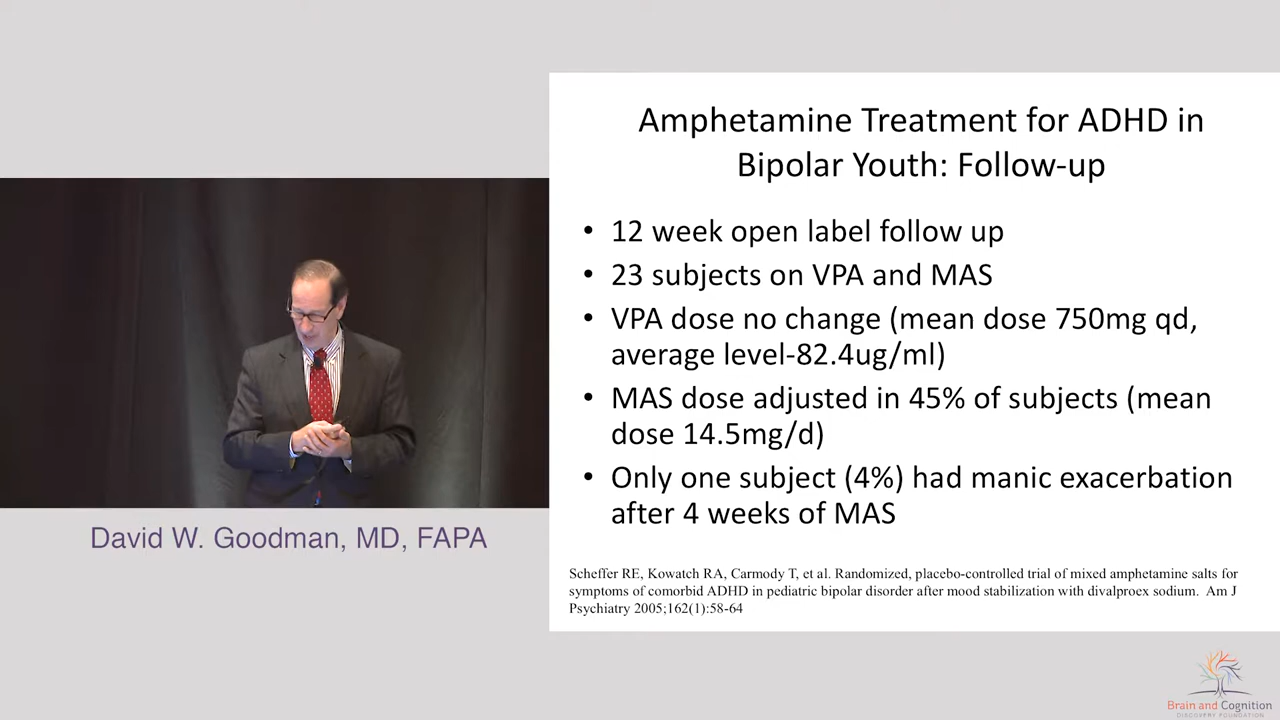 Amphetamine Treatment for ADHD in
Bipolar Youth: Follow-up
• 12 week open label follow up
• 23 subjects on VPA and MAS
• VPA dose no change (mean dose 750mg qd,
average level-82.4ug/ml)
• MAS dose adjusted in 45% of subjects (mean
dose 14.5mg/d)
• Only one subject (4%) had manic exacerbation
after 4 weeks of MAS
Scheffer RE, Kowatch RA, Carmody T, et al. Randomized, placebo-controlled trial of mixed amphetamine salts for
symptoms of comorbid ADHD in pediatric bipolar disorder after mood stabilization with divalproex sodium. Am J
Psychiatry 2005;162(1):58-64
David W. Goodman, MD, FAPA
Brain and Cognition
DISCOVERY FOUNDATION